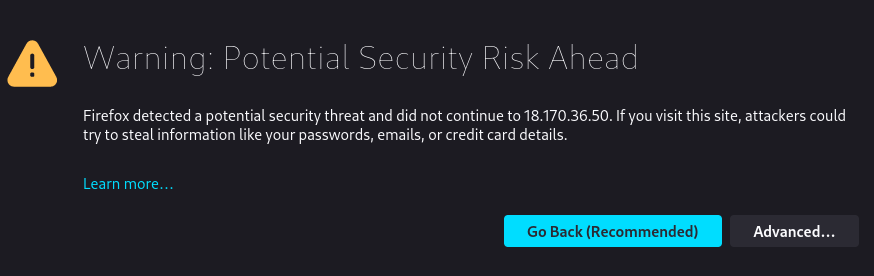 Warning: Potential Security Risk Ahead
Firefox detected a potential security threat and did not continue to 18.170.36.50. If you visit this site, attackers could
try to steal information like your passwords, emails, or credit card details.
Learn more…
Go Back (Recommended)
Advanced…